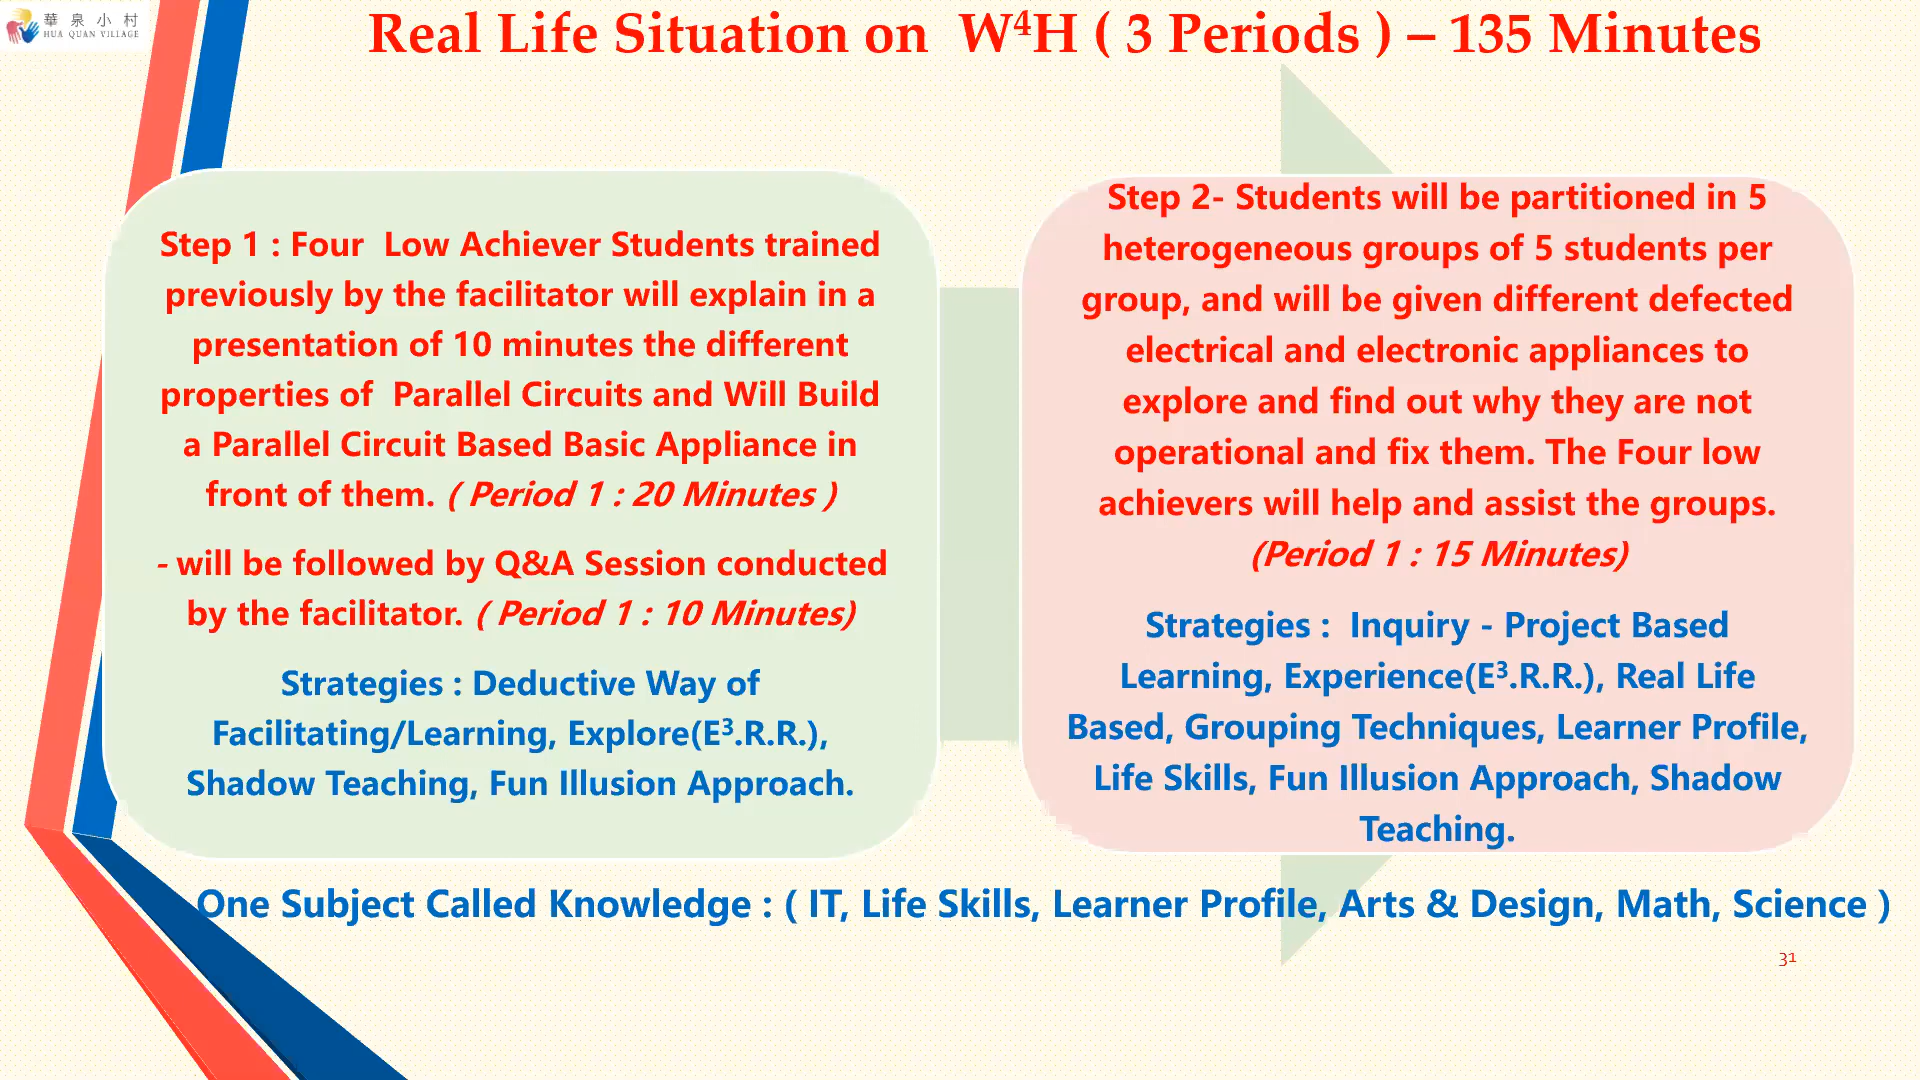 華泉小村
HUA QUAN VILLAGE
Real Life Situation on W⁴H ( 3 Periods ) – 135 Minutes
Step 1 : Four Low Achiever Students trained
previously by the facilitator will explain in a
presentation of 10 minutes the different
properties of Parallel Circuits and Will Build
a Parallel Circuit Based Basic Appliance in
front of them. ( Period 1 : 20 Minutes )
- will be followed by Q&A Session conducted
by the facilitator. ( Period 1 : 10 Minutes)
Strategies : Deductive Way of
Facilitating/Learning, Explore(E³.R.R.),
Shadow Teaching, Fun Illusion Approach.
Step 2- Students will be partitioned in 5
heterogeneous groups of 5 students per
group, and will be given different defected
electrical and electronic appliances to
explore and find out why they are not
operational and fix them. The Four low
achievers will help and assist the groups.
(Period 1 : 15 Minutes)
Strategies : Inquiry - Project Based
Learning, Experience(E³.R.R.), Real Life
Based, Grouping Techniques, Learner Profile,
Life Skills, Fun Illusion Approach, Shadow
Teaching.
One Subject Called Knowledge : ( IT, Life Skills, Learner Profile, Arts & Design, Math, Science )
31